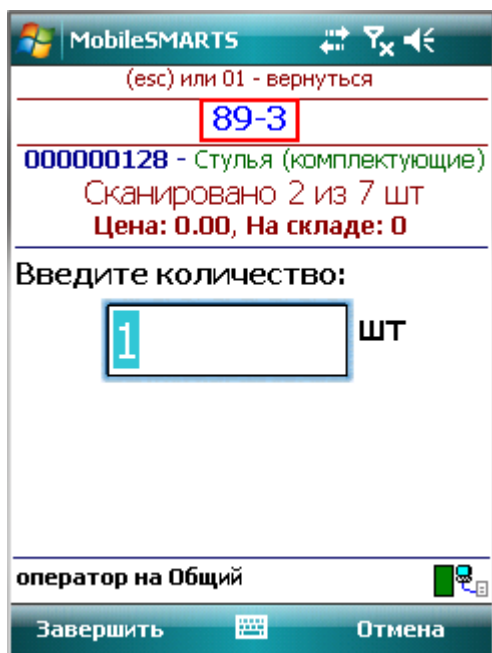 MobileSMARTS
(esc) или 01 - вернуться
89-3
000000128 - Стулья (комплектующие)
Сканировано 2 из 7 шт
Цена: 0.00, На складе: 0
Введите количество:
1 шт
оператор на Общий
Завершить Отмена